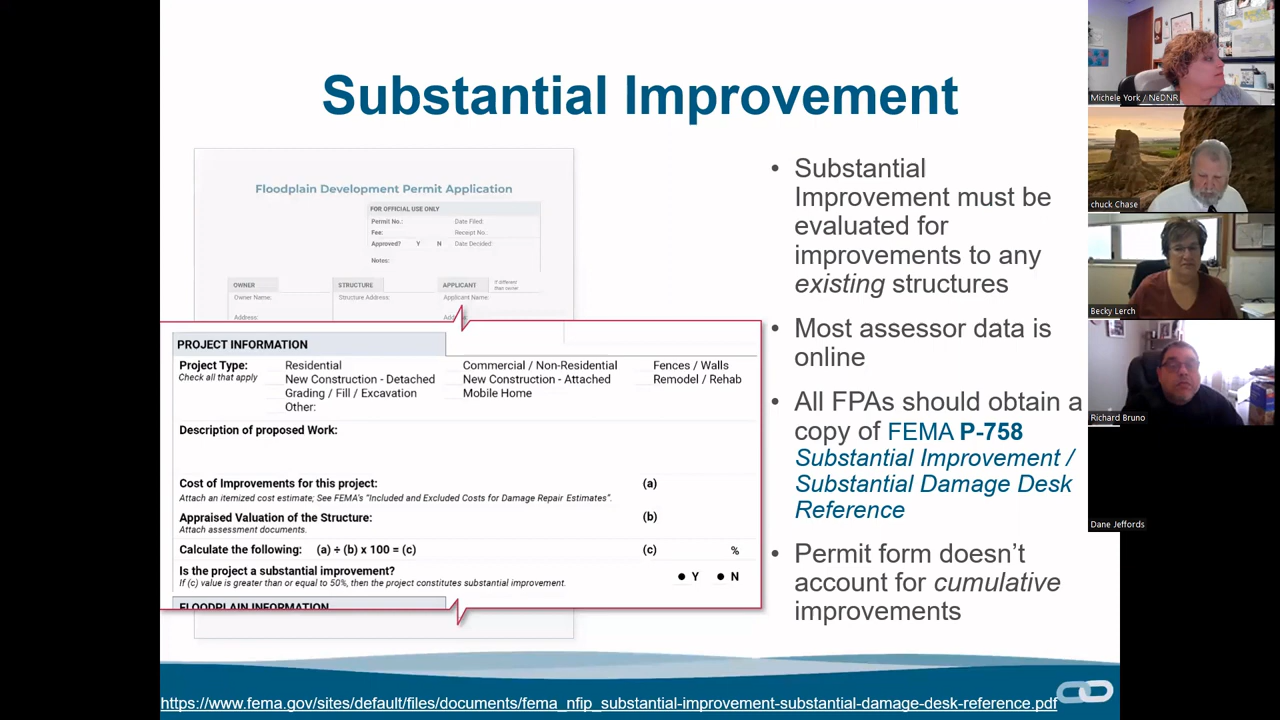 Substantial Improvement
Floodplain Development Permit Application
FOR OFFICIAL USE ONLY
Permit No.: Date Filed:
Fee: Receipt No.:
Approved? Y N Date Decided:
Notes:
OWNER STRUCTURE APPLICANT If different
than owner
Owner Name: Structure Address: Applicant Name:
Address:
PROJECT INFORMATION
Project Type: Residential Commercial / Non-Residential Fences / Walls
Check all that apply New Construction - Detached New Construction - Attached Remodel / Rehab
Grading / Fill / Excavation Mobile Home
Other:
Description of proposed Work:
Cost of Improvements for this project: (a)
Attach an itemized cost estimate; See FEMA's "Included and Excluded Costs for Damage Repair Estimates".
Appraised Valuation of the Structure: (b)
Attach assessment documents.
Calculate the following: (a) ÷ (b) x 100 = (c) (c) %
Is the project a substantial improvement? ● Y ● N
If (c) value is greater than or equal to 50%, then the project constitutes substantial improvement.
FLOODPLAIN INFORMATION
• Substantial
Improvement must be
evaluated for
improvements to any
existing structures
• Most assessor data is
online
• All FPAs should obtain a
copy of FEMA P-758
Substantial Improvement /
Substantial Damage Desk
Reference
• Permit form doesn't
account for cumulative
improvements
https://www.fema.gov/sites/default/files/documents/fema_nfip_substantial-improvement-substantial-damage-desk-reference.pdf
Michele York / NeDNR
chuck Chase
Becky Lerch
Richard Bruno
Dane Jeffords